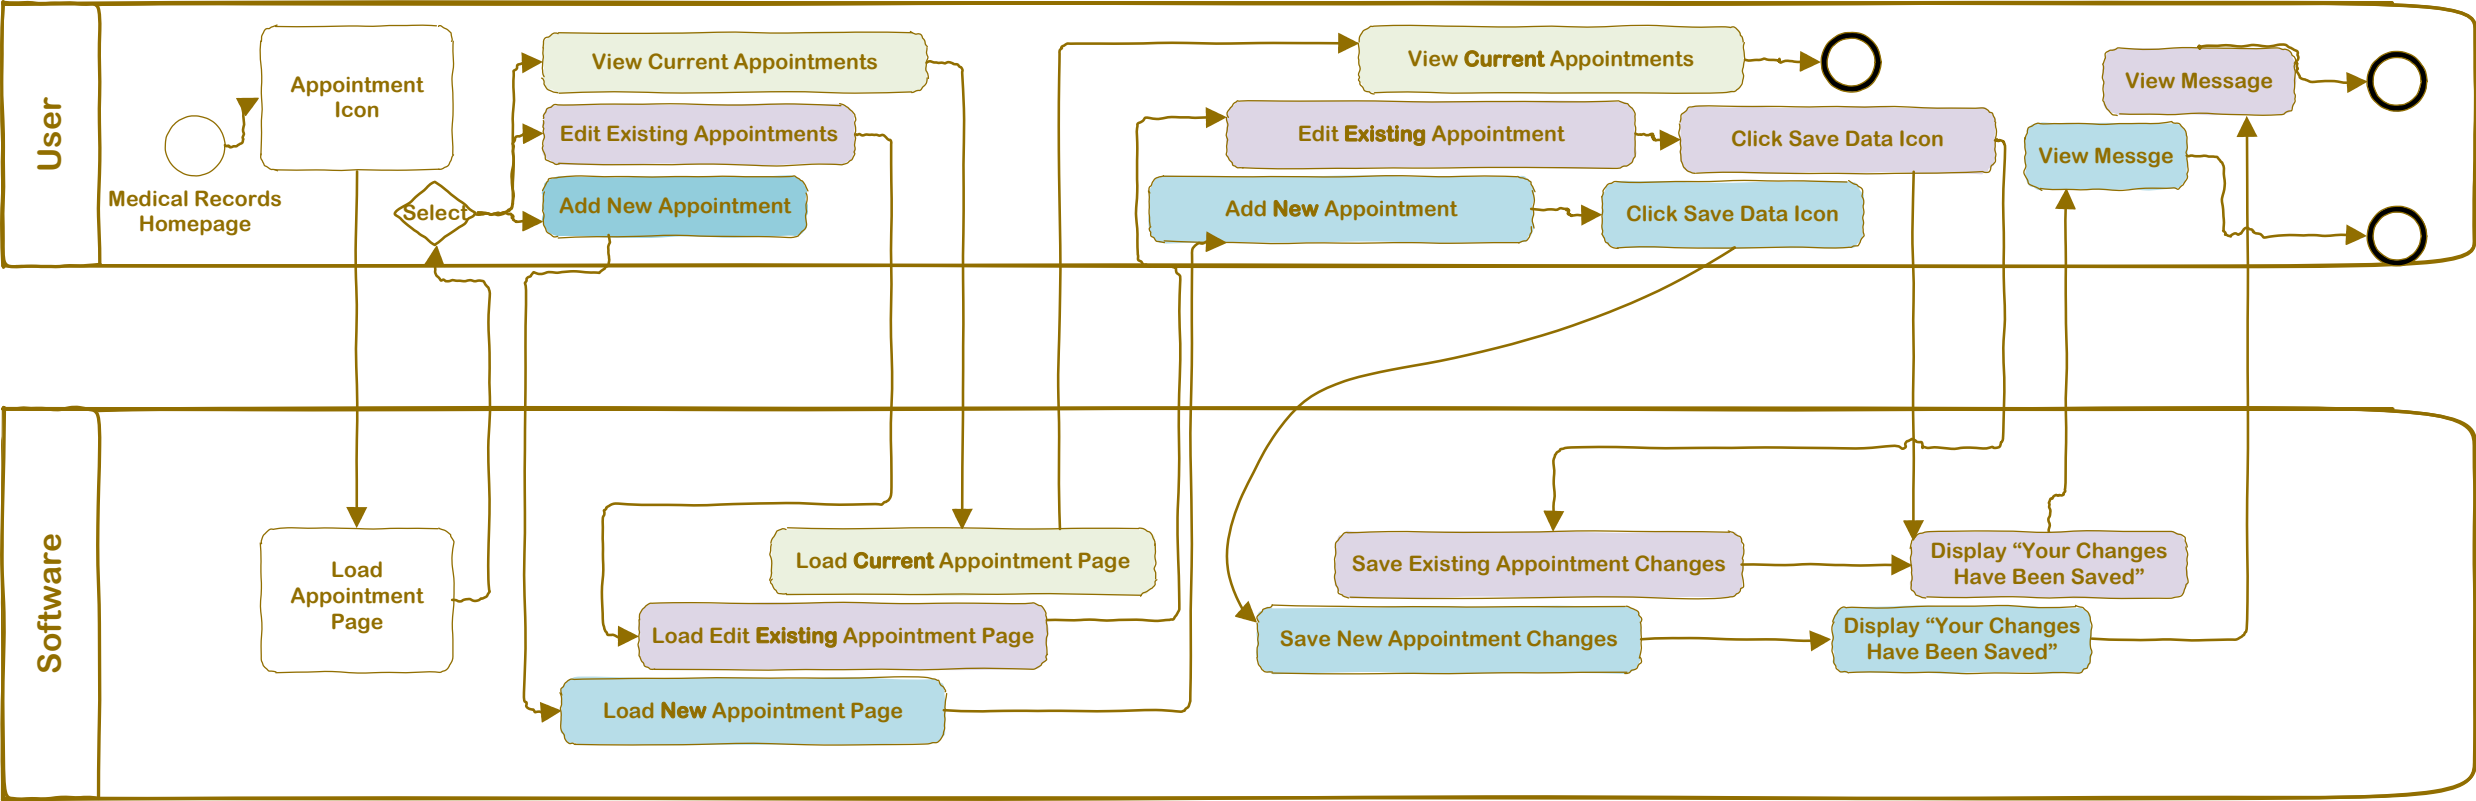 User
Medical Records
Homepage
Appointment
Icon
Select
View Current Appointments
Edit Existing Appointments
Add New Appointment
View Current Appointments
Edit Existing Appointment
Click Save Data Icon
Add New Appointment
Click Save Data Icon
View Message
View Messge
Software
Load
Appointment
Page
Load Current Appointment Page
Load Edit Existing Appointment Page
Load New Appointment Page
Save Existing Appointment Changes
Display “Your Changes
Have Been Saved”
Save New Appointment Changes
Display “Your Changes
Have Been Saved”